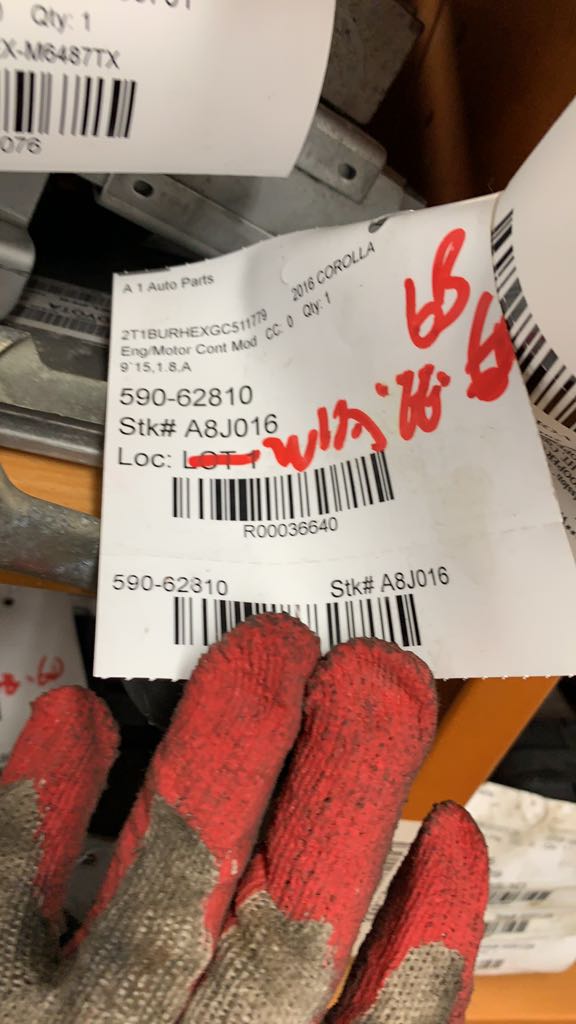 Qty: 1
X-M6487TX
076
A 1 Auto Parts
2T1BURHEXGC511779 2016 COROLLA
Eng/Motor Cont Mod CC: 0 Qty: 1
9`15,1.8,A
590-62810
Stk# A8J016
Loc: LOT 1
R00036640
590-62810 Stk# A8J016